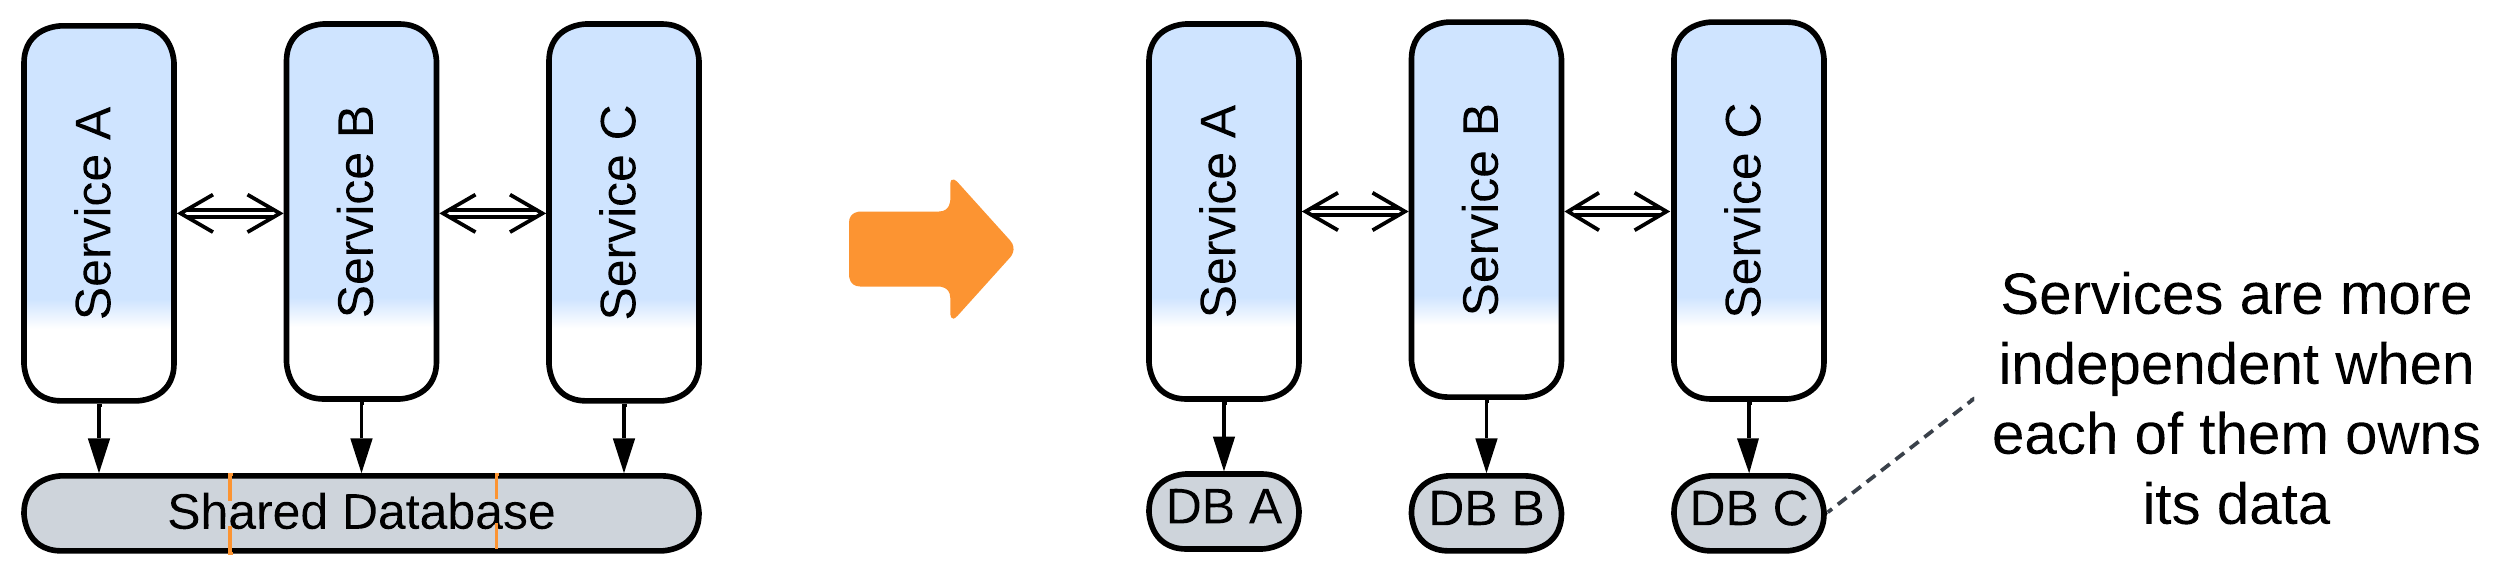 Service A
Service B
Service C
Shared Database
Service A
Service B
Service C
DB A
DB B
DB C
Services are more
independent when
each of them owns
its data